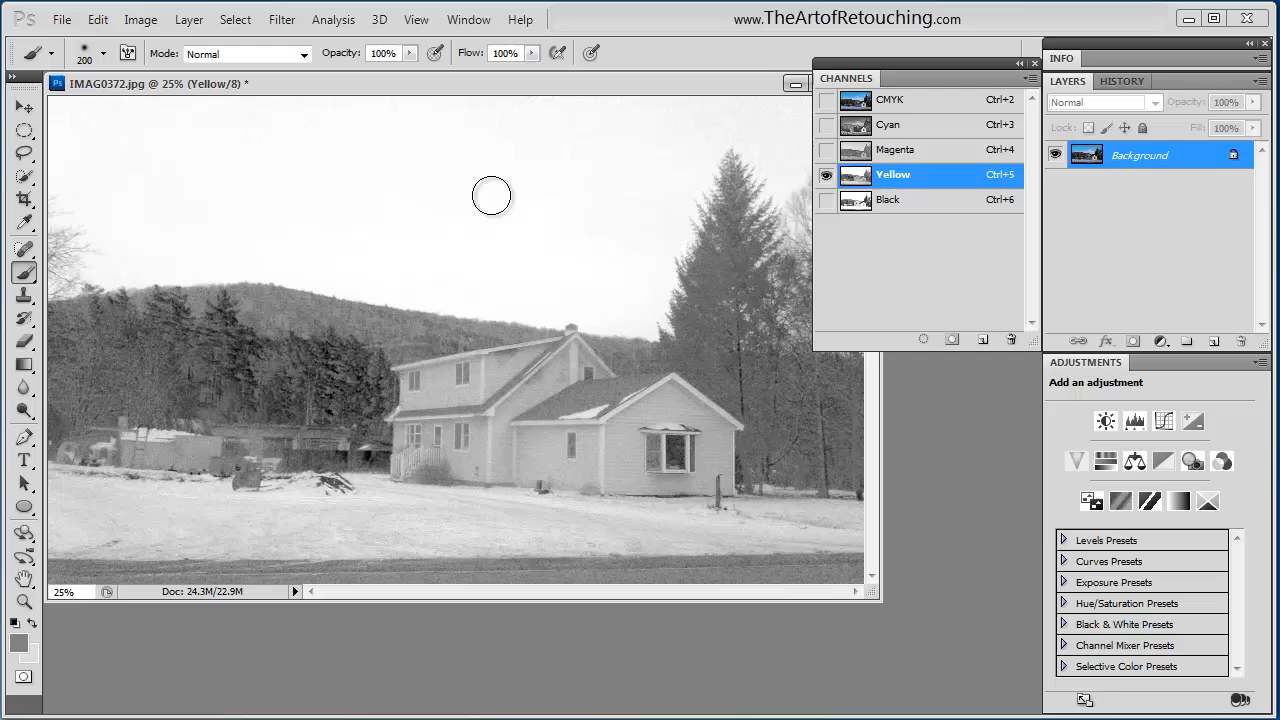 Ps File Edit Image Layer Select Filter Analysis 3D View Window Help www.TheArtofRetouching.com
200 Mode: Normal Opacity: 100% Flow: 100%
Ps IMAG0372.jpg @ 25% (Yellow/8) *
CHANNELS
CMYK Ctrl+2
Cyan Ctrl+3
Magenta Ctrl+4
Yellow Ctrl+5
Black Ctrl+6
INFO
LAYERS HISTORY
Normal Opacity: 100%
Lock: Fill: 100%
Background
fx
ADJUSTMENTS
Add an adjustment
Levels Presets
Curves Presets
Exposure Presets
Hue/Saturation Presets
Black & White Presets
Channel Mixer Presets
Selective Color Presets
T
25% Doc: 24.3M/22.9M